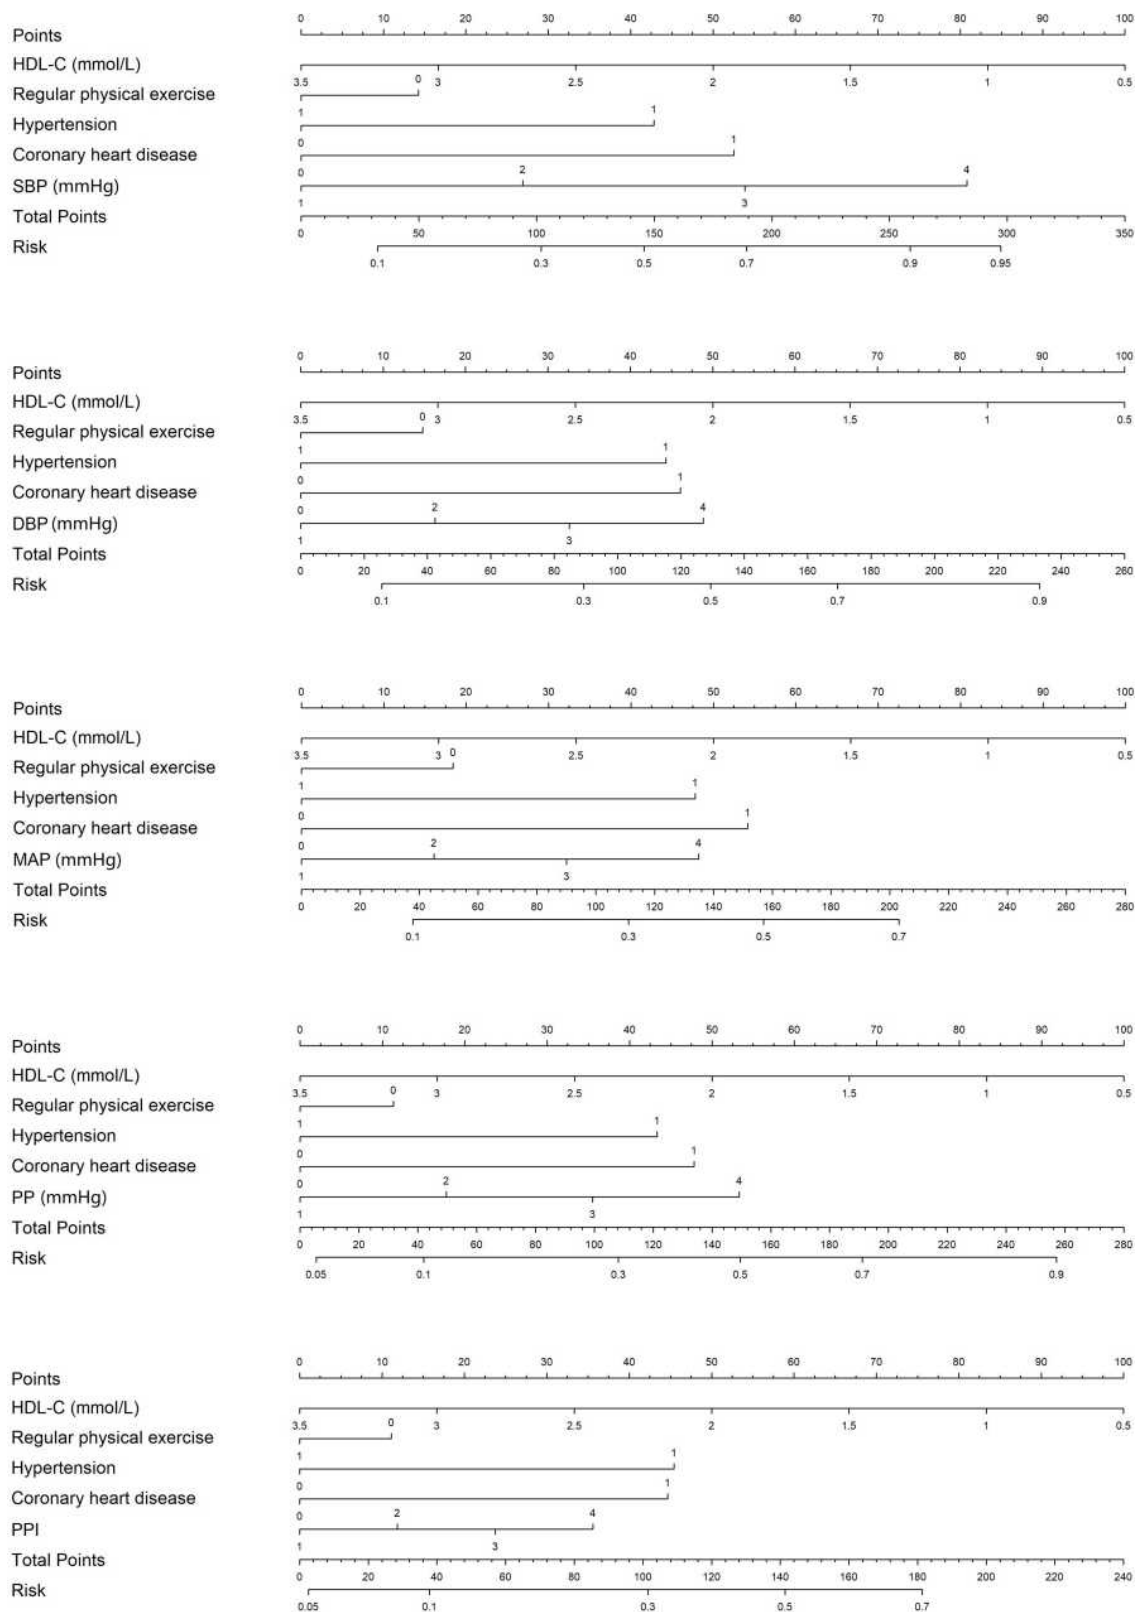 0 10 20 30 40 50 60 70 80 90 100
Points
HDL-C (mmol/L)
3.5 3 2.5 2 1.5 1 0.5
0
Regular physical exercise
1
1
Hypertension
0
1
Coronary heart disease
0
2 4
SBP (mmHg)
1 3
Total Points
0 50 100 150 200 250 300 350
Risk
0.1 0.3 0.5 0.7 0.9 0.95
0 10 20 30 40 50 60 70 80 90 100
Points
HDL-C (mmol/L)
3.5 3 2.5 2 1.5 1 0.5
0
Regular physical exercise
1
1
Hypertension
0
1
Coronary heart disease
0
2 4
DBP (mmHg)
1 3
Total Points
0 20 40 60 80 100 120 140 160 180 200 220 240 260
Risk
0.1 0.3 0.5 0.7 0.9
0 10 20 30 40 50 60 70 80 90 100
Points
HDL-C (mmol/L)
3.5 3 2.5 2 1.5 1 0.5
0
Regular physical exercise
1
1
Hypertension
0
1
Coronary heart disease
0
2 4
MAP (mmHg)
1 3
Total Points
0 20 40 60 80 100 120 140 160 180 200 220 240 260 280
Risk
0.1 0.3 0.5 0.7
0 10 20 30 40 50 60 70 80 90 100
Points
HDL-C (mmol/L)
3.5 3 2.5 2 1.5 1 0.5
0
Regular physical exercise
1
1
Hypertension
0
1
Coronary heart disease
0
2 4
PP (mmHg)
1 3
Total Points
0 20 40 60 80 100 120 140 160 180 200 220 240 260 280
Risk
0.05 0.1 0.3 0.5 0.7 0.9
0 10 20 30 40 50 60 70 80 90 100
Points
HDL-C (mmol/L)
3.5 3 2.5 2 1.5 1 0.5
0
Regular physical exercise
1
1
Hypertension
0
1
Coronary heart disease
0
2 4
PPI
1 3
Total Points
0 20 40 60 80 100 120 140 160 180 200 220 240
Risk
0.05 0.1 0.3 0.5 0.7